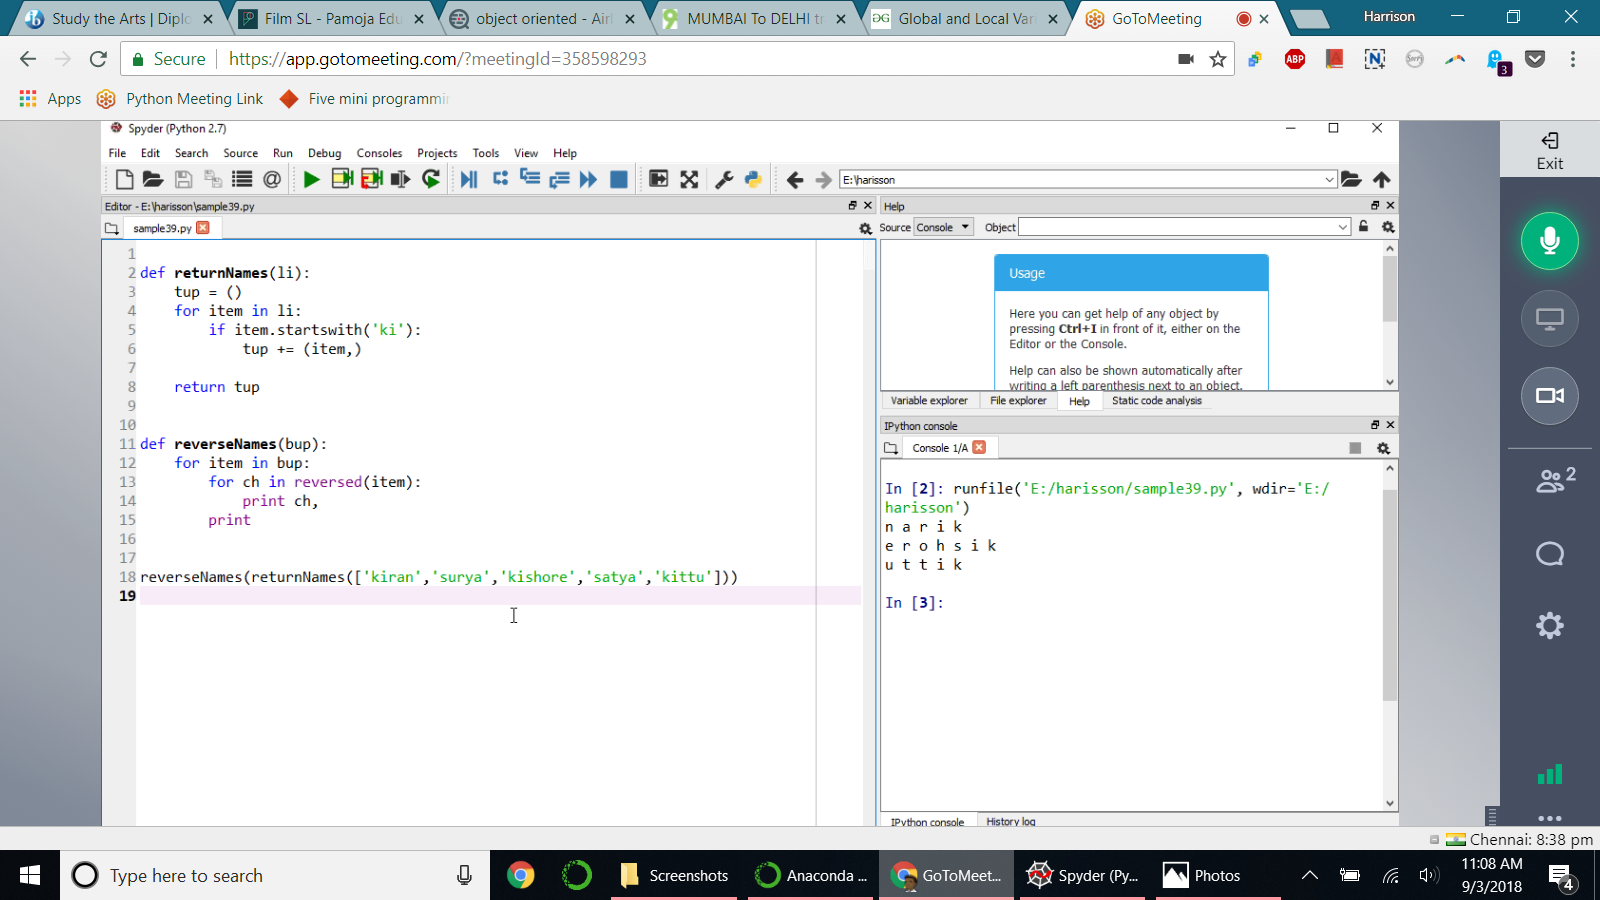 Study the Arts | Diplo
Film SL - Pamoja Edu
object oriented - Airl
MUMBAI To DELHI tr
Global and Local Vari
GoToMeeting
Harrison
Secure
https://app.gotomeeting.com/?meetingId=358598293
ABP
N
3
Apps
Python Meeting Link
Five mini programmin
Spyder (Python 2.7)
File Edit Search Source Run Debug Consoles Projects Tools View Help
E:\harisson
Editor - E:\harisson\sample39.py
Help
sample39.py
Source Console Object
1
2 def returnNames(li):
3 tup = ()
4 for item in li:
5 if item.startswith('ki'):
6 tup += (item,)
7
8 return tup
9
10
11 def reverseNames(bup):
12 for item in bup:
13 for ch in reversed(item):
14 print ch,
15 print
16
17
18 reverseNames(returnNames(['kiran','surya','kishore','satya','kittu']))
19
Usage
Here you can get help of any object by
pressing Ctrl+I in front of it, either on the
Editor or the Console.
Help can also be shown automatically after
writing a left parenthesis next to an object.
Variable explorer File explorer Help Static code analysis
IPython console
Console 1/A
In [2]: runfile('E:/harisson/sample39.py', wdir='E:/
harisson')
n a r i k
e r o h s i k
u t t i k
In [3]:
IPython console History log
Exit
2
Chennai: 8:38 pm
Type here to search
Screenshots
Anaconda ...
GoToMeet...
Spyder (Py...
Photos
11:08 AM
9/3/2018
4